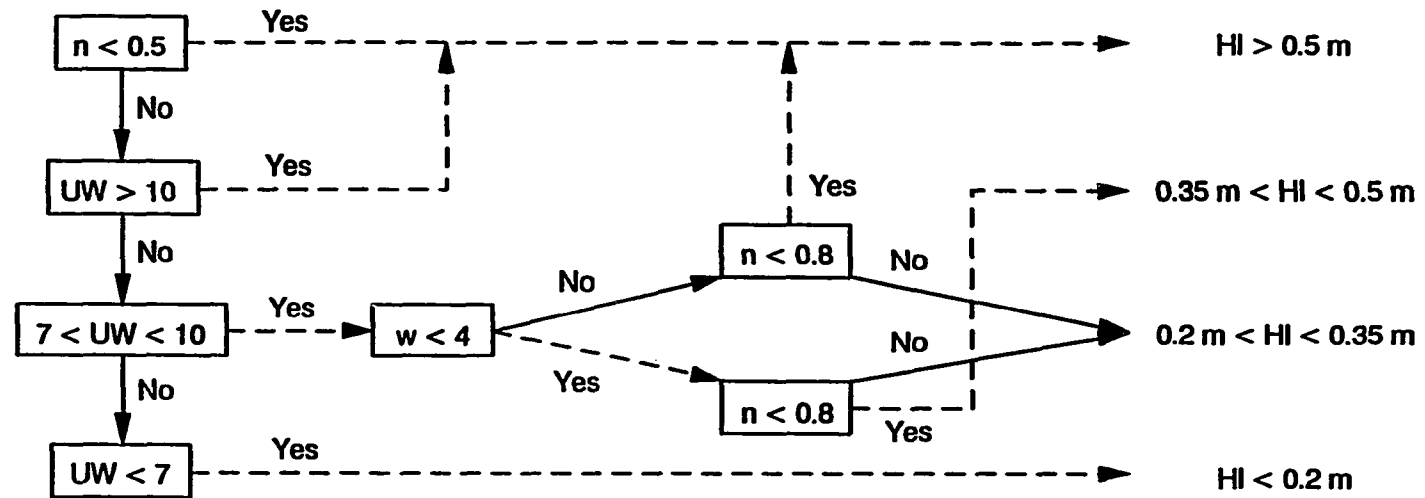 n < 0.5
Yes
HI > 0.5 m
No
UW > 10
Yes
Yes
0.35 m < HI < 0.5 m
No
n < 0.8
No
No
7 < UW < 10
Yes
w < 4
0.2 m < HI < 0.35 m
No
Yes
No
n < 0.8
Yes
UW < 7
Yes
HI < 0.2 m